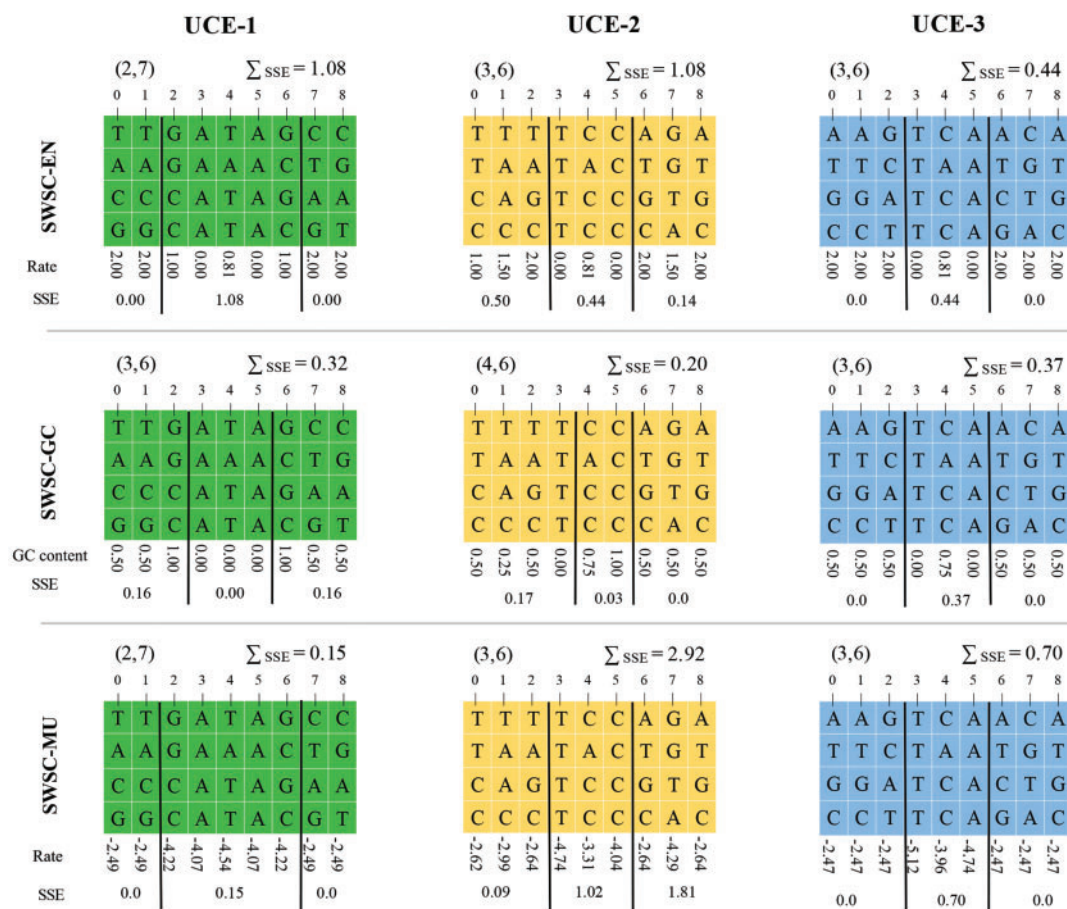 UCE-1 UCE-2 UCE-3
SWSC-EN
(2,7) ∑ SSE = 1.08 (3,6) ∑ SSE = 1.08 (3,6) ∑ SSE = 0.44
0 1 2 3 4 5 6 7 8 0 1 2 3 4 5 6 7 8 0 1 2 3 4 5 6 7 8
T T G A T A G C C T T T T C C A G A A A G T C A A C A
A A G A A A C T G T A A T A C T G T T T C T A A T G T
C C C A T A G A A C A G T C C G T G G G A T C A C T G
G G C A T A C G T C C C T C C C A C C C T T C A G A C
Rate 2.00 2.00 1.00 0.00 0.81 0.00 1.00 2.00 2.00 1.00 1.50 2.00 0.00 0.81 0.00 2.00 1.50 2.00 2.00 2.00 2.00 0.00 0.81 0.00 2.00 2.00 2.00
SSE 0.00 1.08 0.00 0.50 0.44 0.14 0.0 0.44 0.0
SWSC-GC
(3,6) ∑ SSE = 0.32 (4,6) ∑ SSE = 0.20 (3,6) ∑ SSE = 0.37
0 1 2 3 4 5 6 7 8 0 1 2 3 4 5 6 7 8 0 1 2 3 4 5 6 7 8
T T G A T A G C C T T T T C C A G A A A G T C A A C A
A A G A A A C T G T A A T A C T G T T T C T A A T G T
C C C A T A G A A C A G T C C G T G G G A T C A C T G
G G C A T A C G T C C C T C C C A C C C T T C A G A C
GC content 0.50 0.50 1.00 0.00 0.00 0.00 1.00 0.50 0.50 0.50 0.25 0.50 0.00 0.75 1.00 0.50 0.50 0.50 0.50 0.50 0.50 0.00 0.75 0.00 0.50 0.50 0.50
SSE 0.16 0.00 0.16 0.17 0.03 0.0 0.0 0.37 0.0
SWSC-MU
(2,7) ∑ SSE = 0.15 (3,6) ∑ SSE = 2.92 (3,6) ∑ SSE = 0.70
0 1 2 3 4 5 6 7 8 0 1 2 3 4 5 6 7 8 0 1 2 3 4 5 6 7 8
T T G A T A G C C T T T T C C A G A A A G T C A A C A
A A G A A A C T G T A A T A C T G T T T C T A A T G T
C C C A T A G A A C A G T C C G T G G G A T C A C T G
G G C A T A C G T C C C T C C C A C C C T T C A G A C
Rate -2.49 -2.49 -4.22 -4.07 -4.54 -4.07 -4.22 -2.49 -2.49 -2.62 -2.99 -2.64 -4.74 -3.31 -4.04 -2.64 -4.29 -2.64 -2.47 -2.47 -2.47 -5.12 -3.96 -4.74 -2.47 -2.47 -2.47
SSE 0.0 0.15 0.0 0.09 1.02 1.81 0.0 0.70 0.0